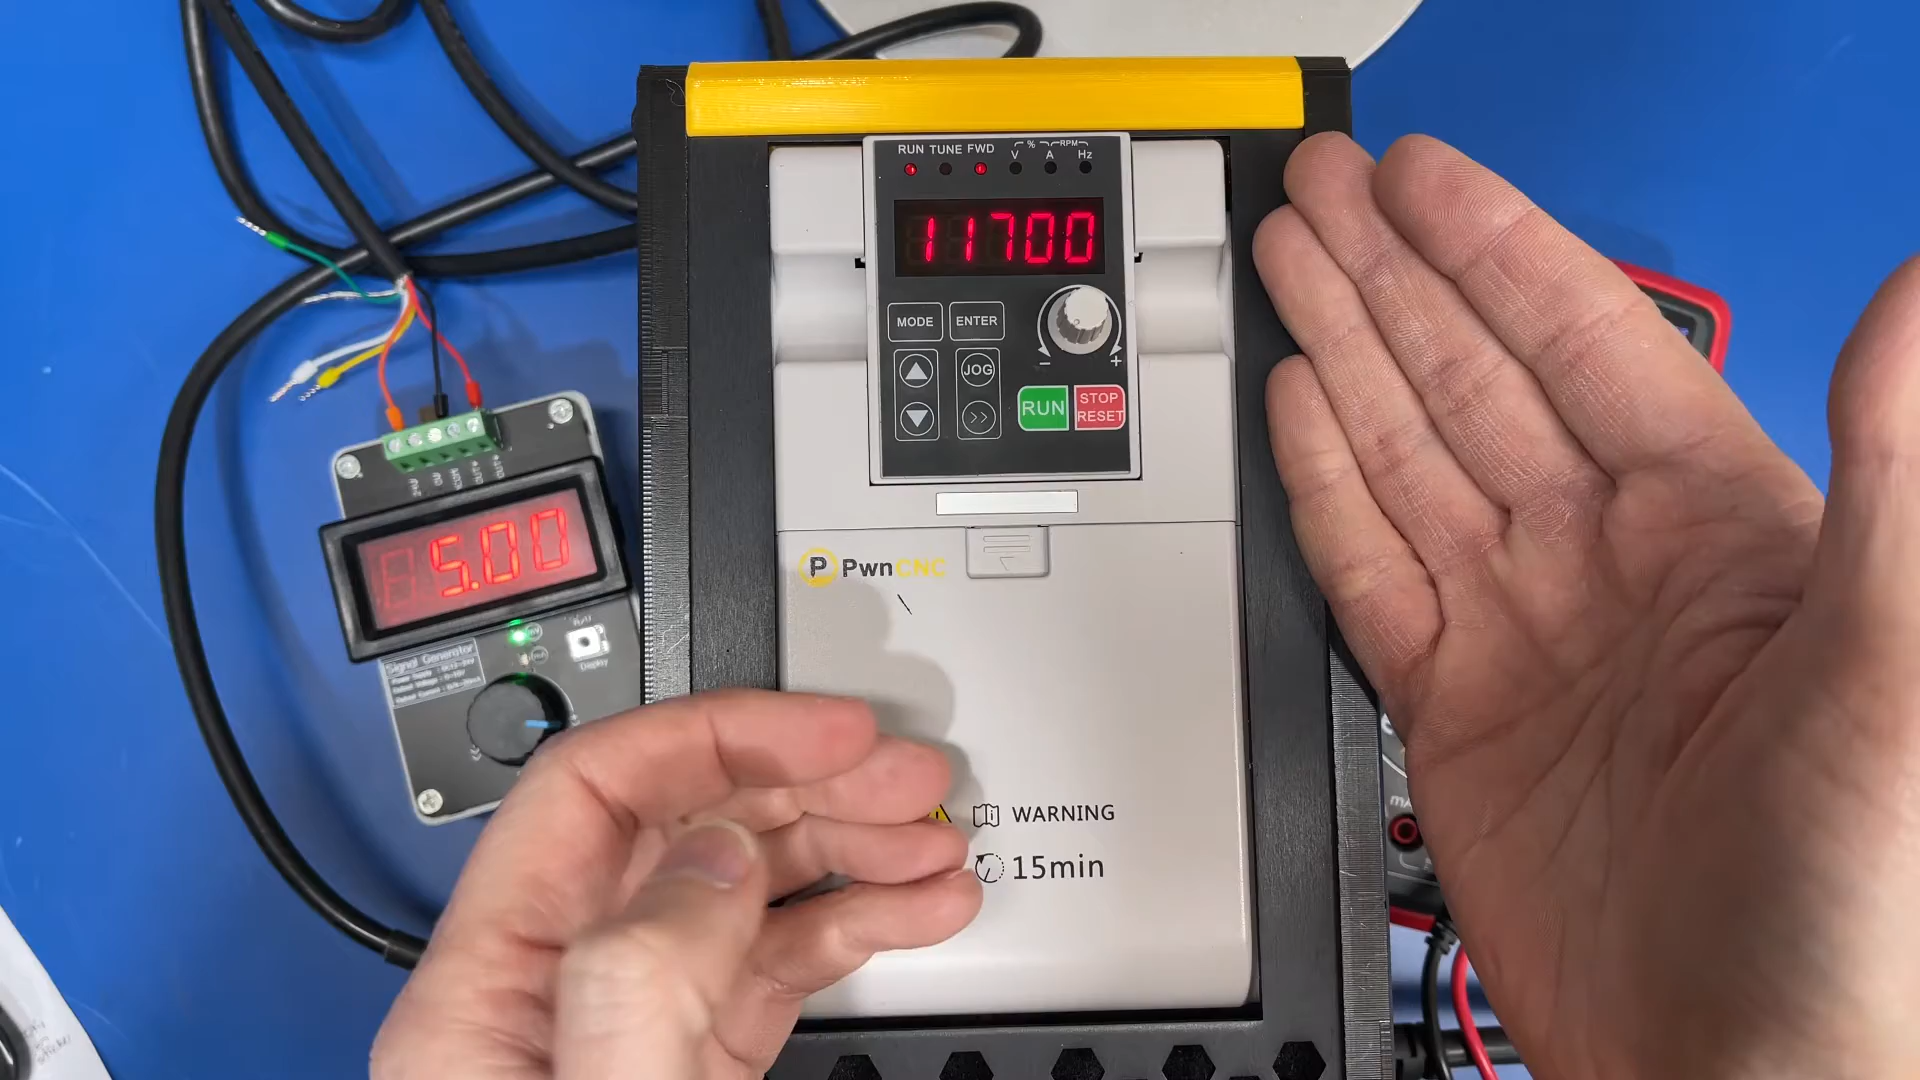 RUN TUNE FWD
V % A RPM Hz
11700
MODE ENTER
JOG
- +
>>
RUN STOP
RESET
5.00
PwnCNC
Signal Generator
Display
WARNING
15min